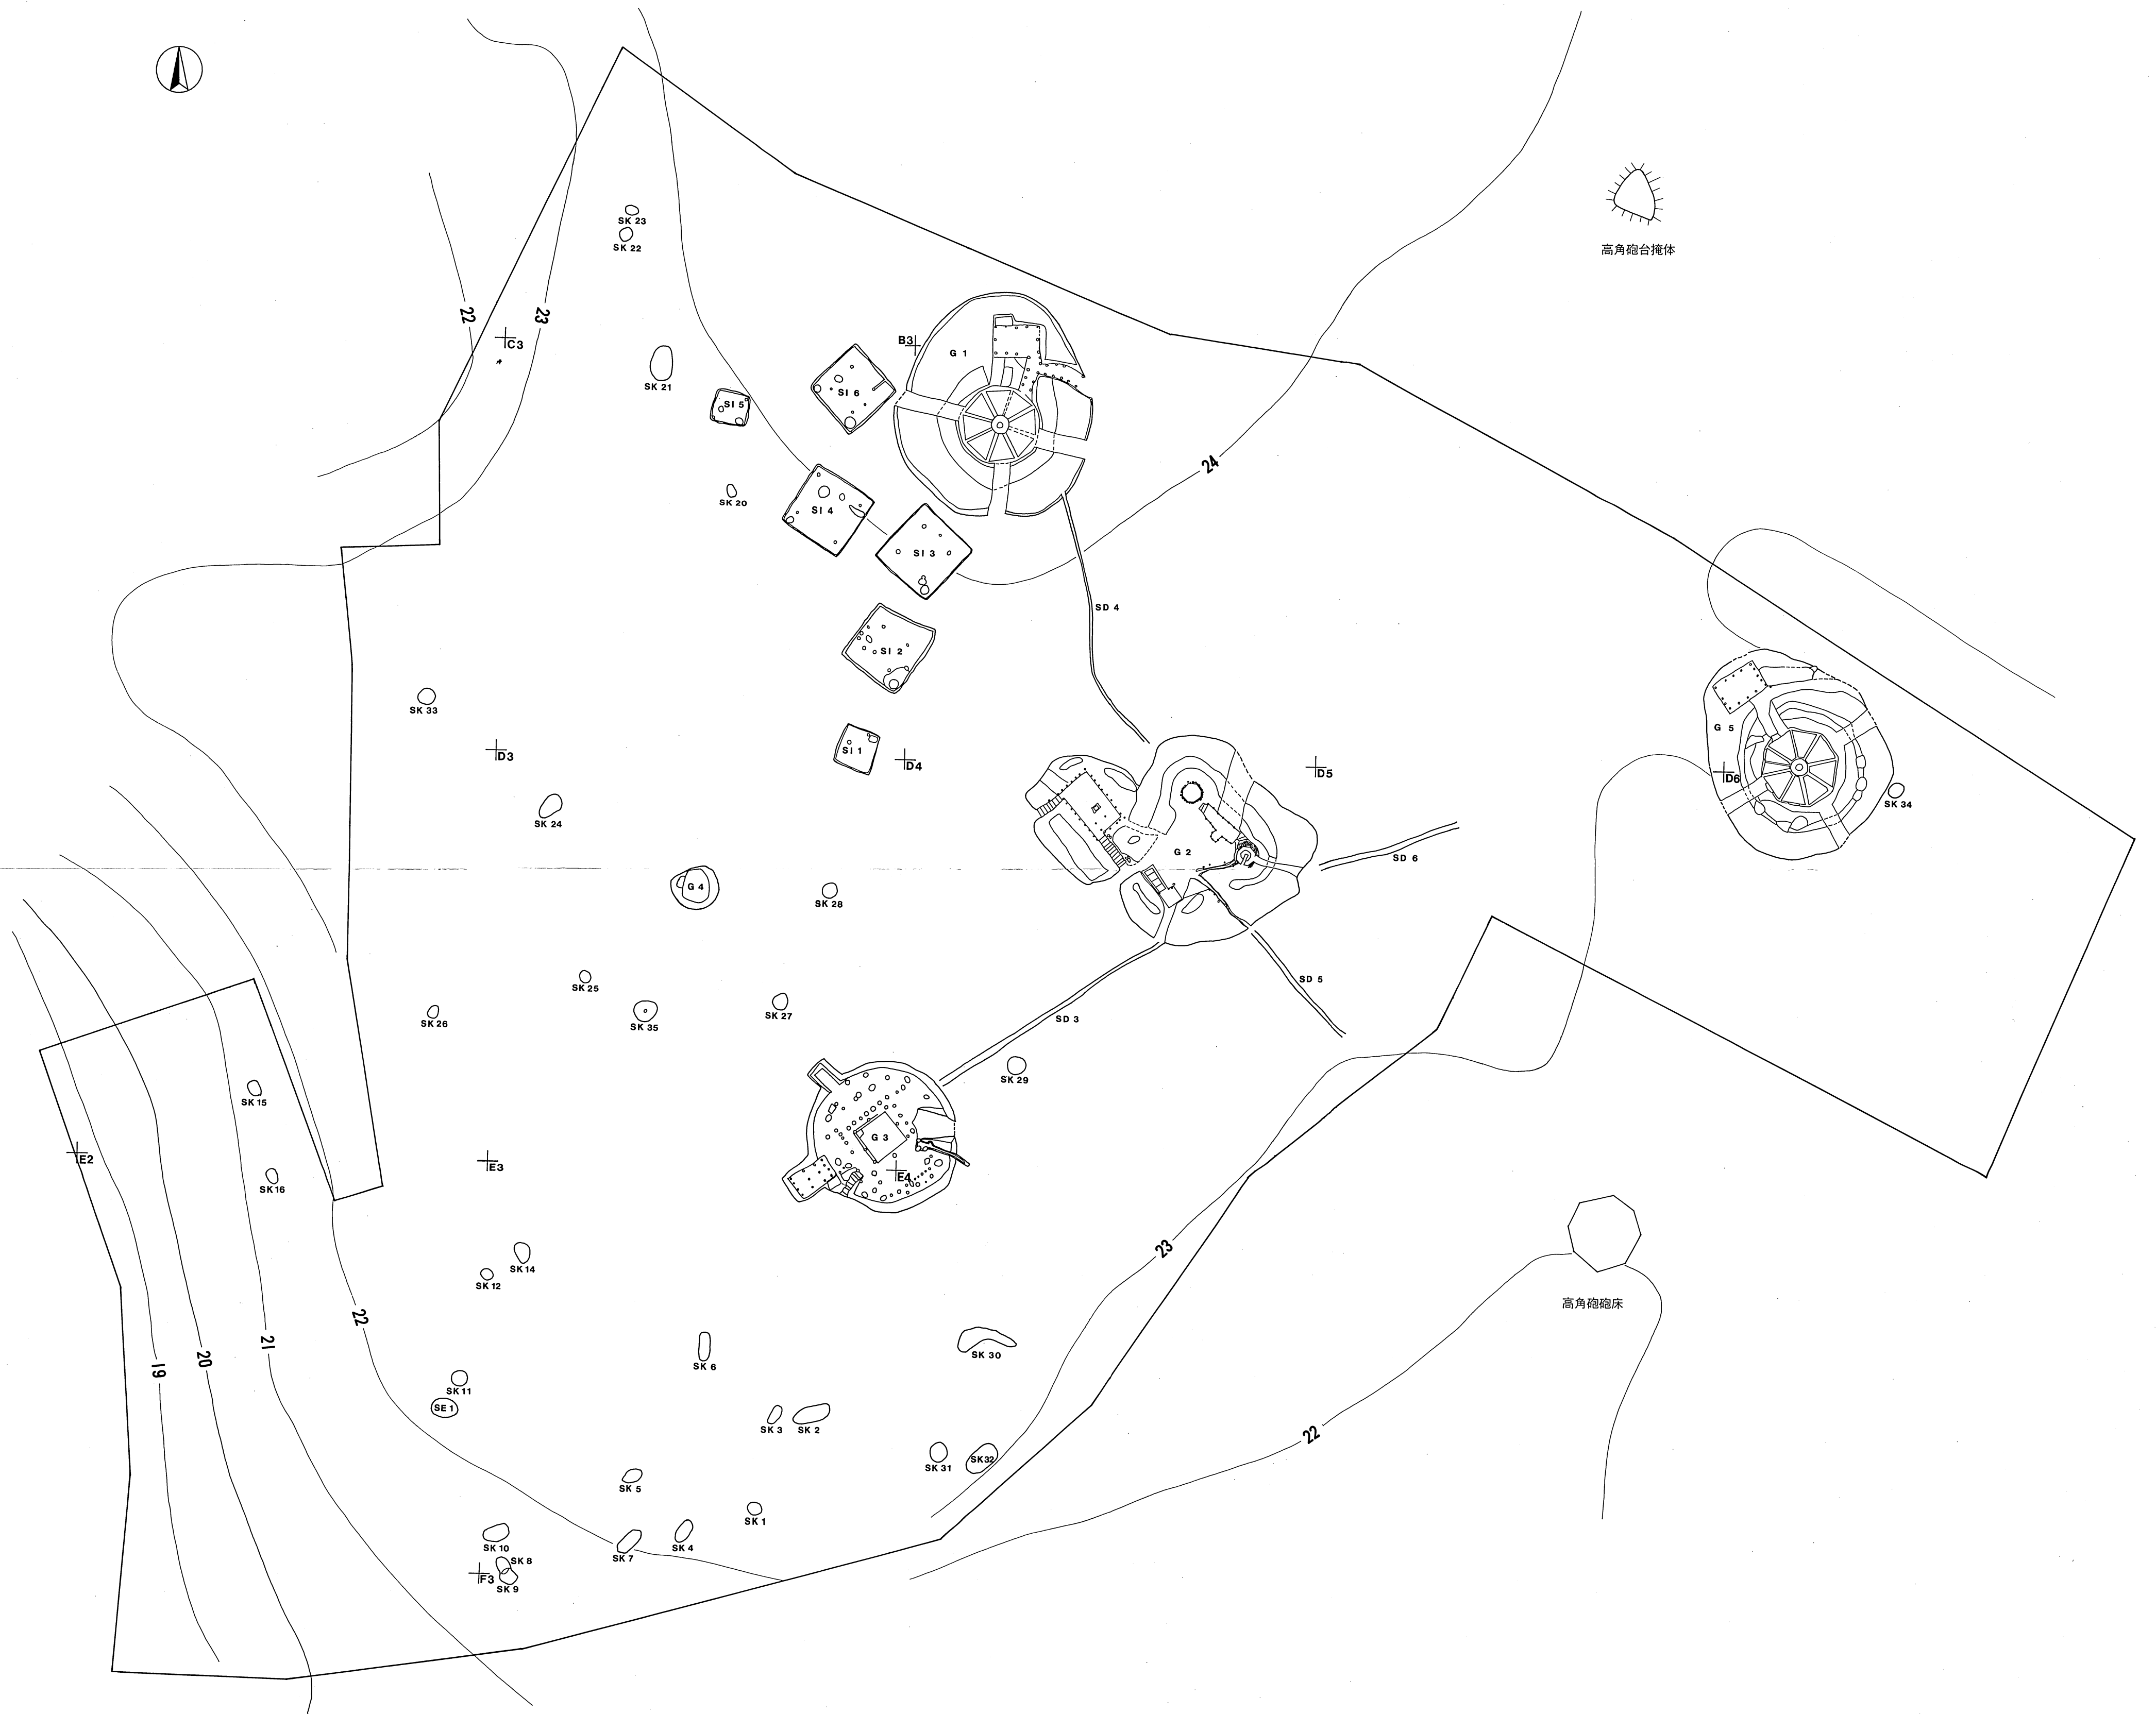 SK 23
SK 22
高角砲台掩体
22
23
C3
B3
G 1
SK 21
SI 5
SI 6
24
SK 20
SI 4
SI 3
SD 4
SI 2
SK 33
G 5
D3
SI 1
D4
D5
D6
SK 34
SK 24
G 2
SD 6
G 4
SK 28
SK 25
SD 5
SK 26
SK 35
SK 27
SD 3
SK 29
SK 15
G 3
E2
E3
E4
SK 16
23
SK 14
SK 12
高角砲砲床
22
21
20
19
SK 6
SK 30
SK 11
SE 1
SK 3
SK 2
22
SK 31
SK 32
SK 5
SK 1
SK 10
SK 7
SK 4
SK 8
F3
SK 9